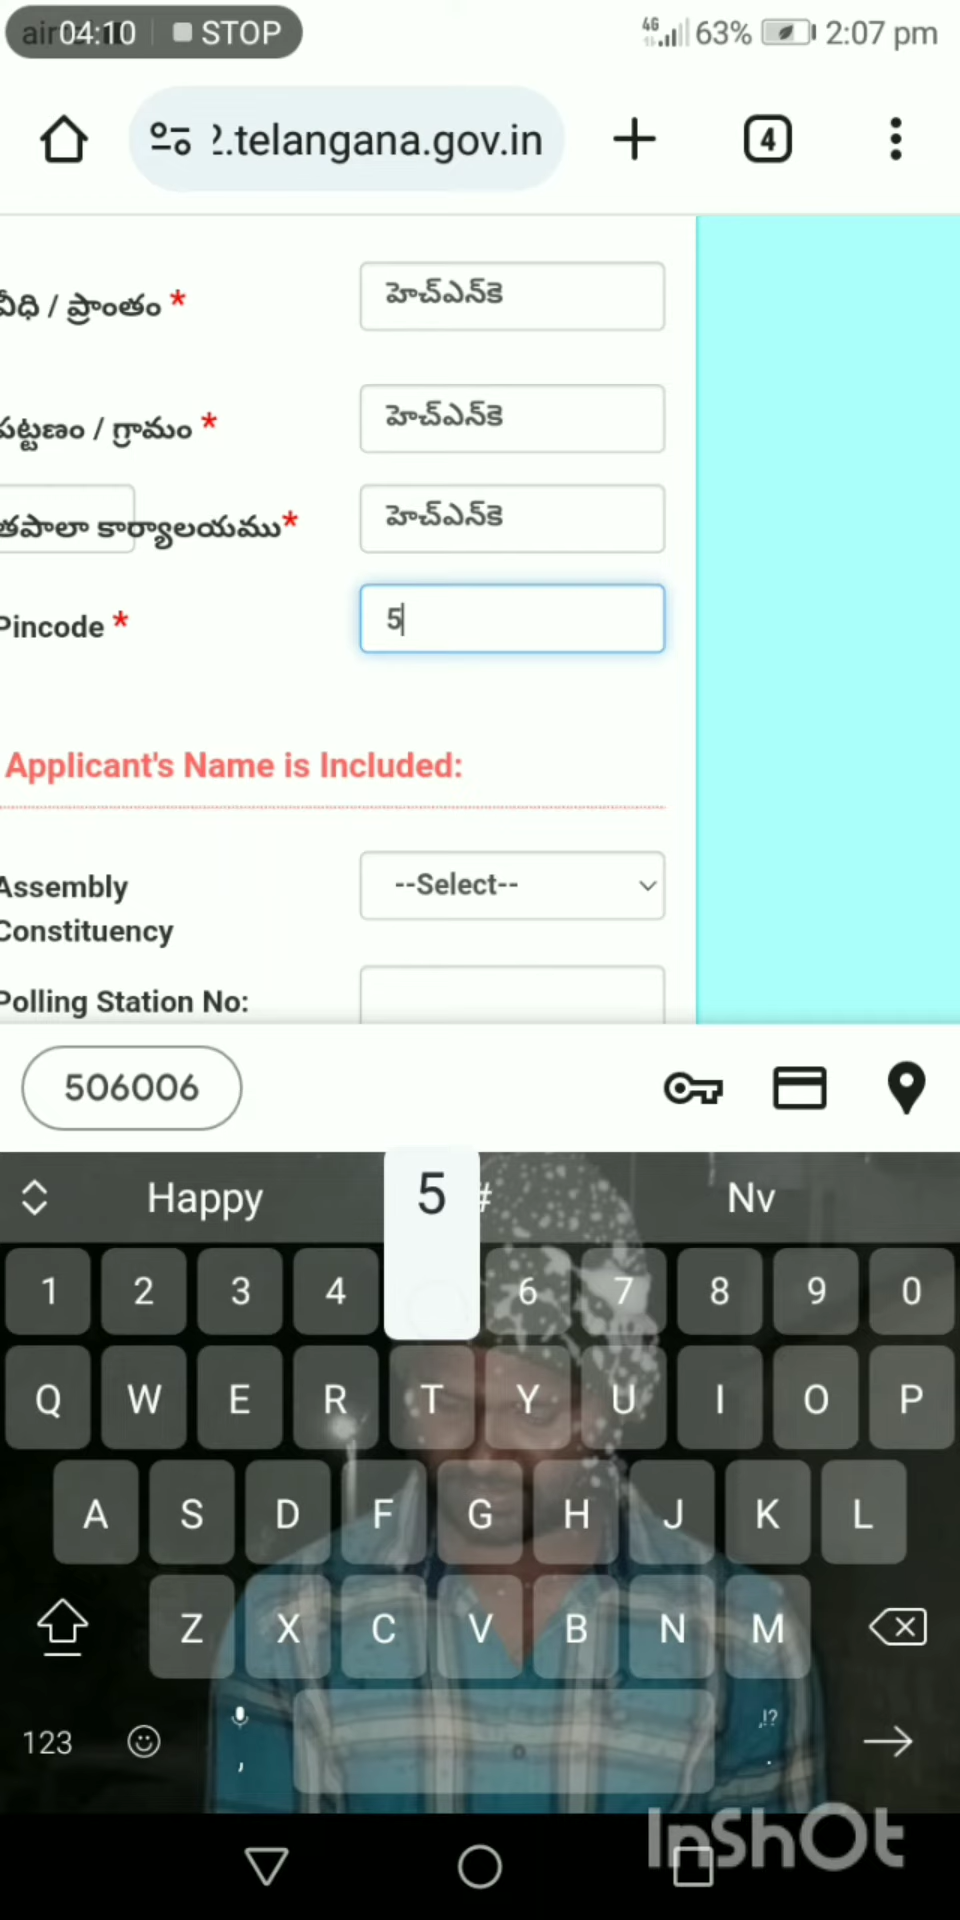 04:10 STOP 4G 63% 2:07 pm
2.telangana.gov.in 4
వీధి / ప్రాంతం * హెచ్ఎన్‌కె
పట్టణం / గ్రామం * హెచ్ఎన్‌కె
తపాలా కార్యాలయము* హెచ్ఎన్‌కె
Pincode * 5
Applicant's Name is Included:
Assembly Constituency --Select--
Polling Station No:
506006
Happy 5 # Nv
1 2 3 4 6 7 8 9 0
Q W E R T Y U I O P
A S D F G H J K L
Z X C V B N M
123 , ,!? .
InShOt